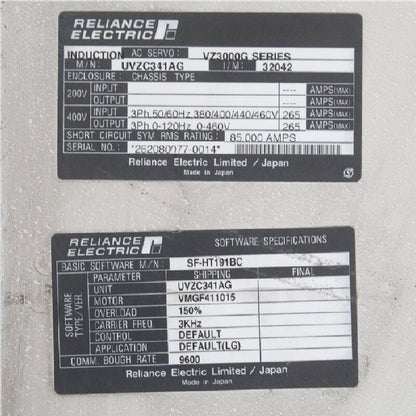 RELIANCE
ELECTRIC
INDUCTION AC SERVO: VZ3000G SERIES
M/N: UVZC341AG I/M: 32042
ENCLOSURE: CHASSIS TYPE
200V INPUT ---- AMPS(MAX)
OUTPUT ---- AMPS(MAX)
400V INPUT 3Ph,50/60Hz,380/400/440/460V 265 AMPS(MAX)
OUTPUT 3Ph,0-120Hz,0-460V 265 AMPS(MAX)
SHORT CIRCUIT SYM RMS RATING: 85,000 AMPS
SERIAL NO.: *262080977-0014*
Reliance Electric Limited / Japan
Made in Japan
RELIANCE
ELECTRIC SOFTWARE SPECIFICATIONS
BASIC SOFTWARE M/N: SF-HT191BC
SOFTWARE TYPE/VER. PARAMETER SHIPPING FINAL
UNIT UVZC341AG
MOTOR VMGF411015
OVERLOAD 150%
CARRIER FREQ 3KHz
CONTROL DEFAULT
APPLICATION DEFAULT(LG)
COMM. BOUGH RATE 9600
Reliance Electric Limited / Japan
Made in Japan